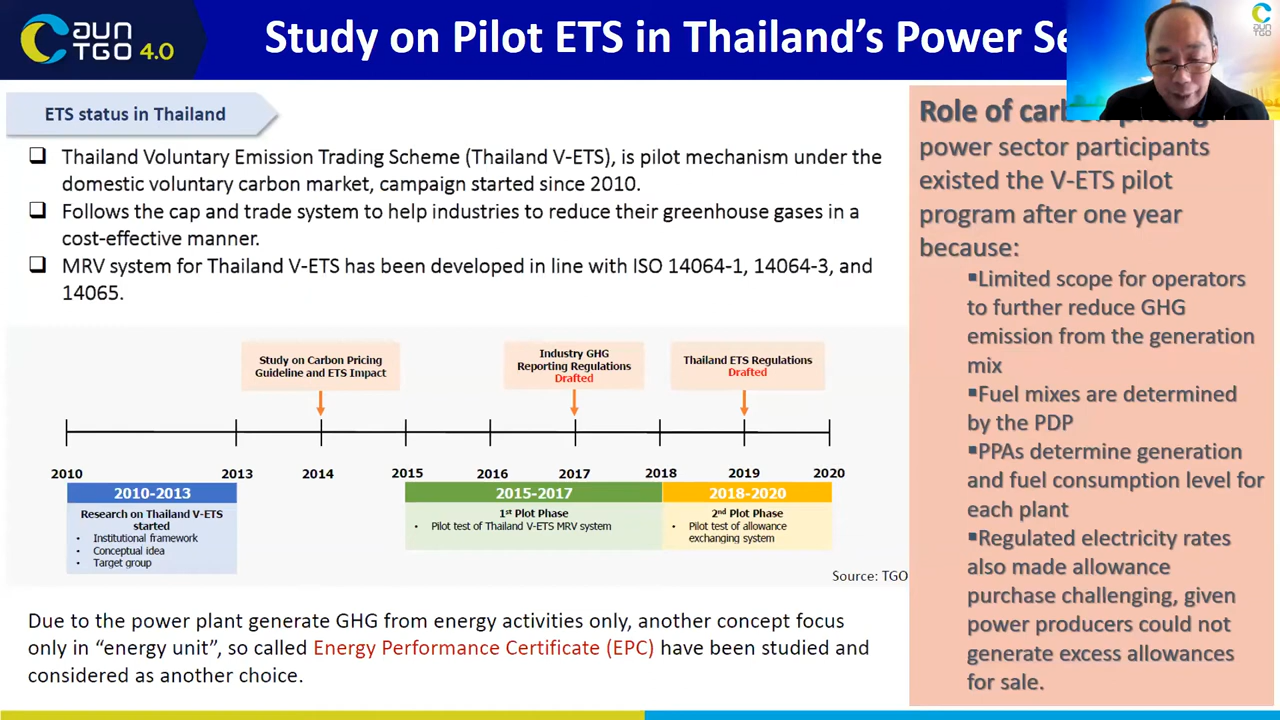 aun
TGO 4.0
Study on Pilot ETS in Thailand's Power
ETS status in Thailand
❑ Thailand Voluntary Emission Trading Scheme (Thailand V-ETS), is pilot mechanism under the
domestic voluntary carbon market, campaign started since 2010.
❑ Follows the cap and trade system to help industries to reduce their greenhouse gases in a
cost-effective manner.
❑ MRV system for Thailand V-ETS has been developed in line with ISO 14064-1, 14064-3, and
14065.
Study on Carbon Pricing
Guideline and ETS Impact
Industry GHG
Reporting Regulations
Drafted
Thailand ETS Regulations
Drafted
2010 2013 2014 2015 2016 2017 2018 2019 2020
2010-2013
Research on Thailand V-ETS
started
• Institutional framework
• Conceptual idea
• Target group
2015-2017
1st Plot Phase
• Pilot test of Thailand V-ETS MRV system
2018-2020
2nd Plot Phase
• Pilot test of allowance
exchanging system
Source: TGO
Due to the power plant generate GHG from energy activities only, another concept focus
only in “energy unit”, so called Energy Performance Certificate (EPC) have been studied and
considered as another choice.
Role of carbon pricing:
power sector participants
existed the V-ETS pilot
program after one year
because:
▪Limited scope for operators
to further reduce GHG
emission from the generation
mix
▪Fuel mixes are determined
by the PDP
▪PPAs determine generation
and fuel consumption level for
each plant
▪Regulated electricity rates
also made allowance
purchase challenging, given
power producers could not
generate excess allowances
for sale.
aun
TGO